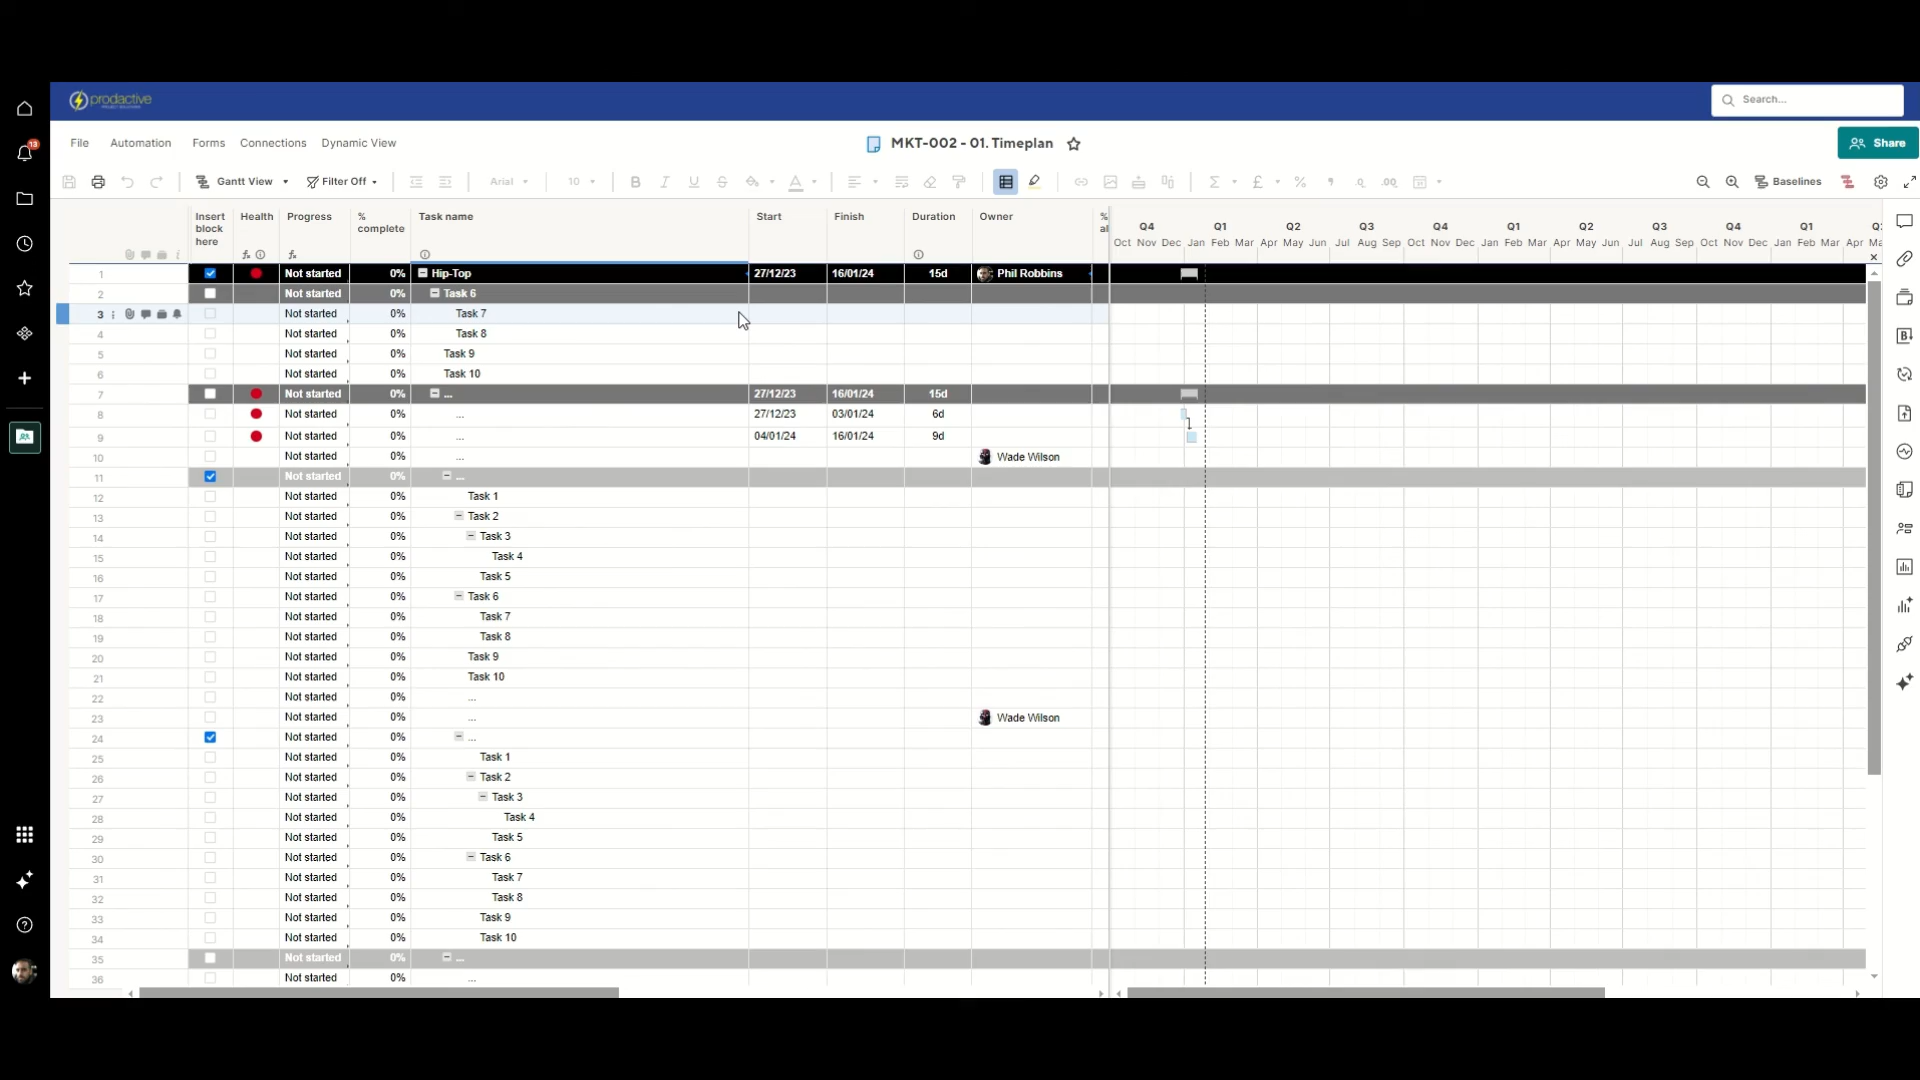 prodactive
Search...
13
File Automation Forms Connections Dynamic View
MKT-002 - 01. Timeplan
Share
Gantt View Filter Off Arial 10 B I U S A Σ £ % , .0 .00 Baselines
Insert block here Health Progress % complete Task name Start Finish Duration Owner % al
Q4 Q1 Q2 Q3 Q4 Q1 Q2 Q3 Q4 Q1 Q2
Oct Nov Dec Jan Feb Mar Apr May Jun Jul Aug Sep Oct Nov Dec Jan Feb Mar Apr May Jun Jul Aug Sep Oct Nov Dec Jan Feb Mar Apr
1 Not started 0% Hip-Top 27/12/23 16/01/24 15d Phil Robbins
2 Not started 0% Task 6
3 Not started 0% Task 7
4 Not started 0% Task 8
5 Not started 0% Task 9
6 Not started 0% Task 10
7 Not started 0% ... 27/12/23 16/01/24 15d
8 Not started 0% ... 27/12/23 03/01/24 6d
9 Not started 0% ... 04/01/24 16/01/24 9d
10 Not started 0% ... Wade Wilson
11 Not started 0% ...
12 Not started 0% Task 1
13 Not started 0% Task 2
14 Not started 0% Task 3
15 Not started 0% Task 4
16 Not started 0% Task 5
17 Not started 0% Task 6
18 Not started 0% Task 7
19 Not started 0% Task 8
20 Not started 0% Task 9
21 Not started 0% Task 10
22 Not started 0% ...
23 Not started 0% ... Wade Wilson
24 Not started 0% ...
25 Not started 0% Task 1
26 Not started 0% Task 2
27 Not started 0% Task 3
28 Not started 0% Task 4
29 Not started 0% Task 5
30 Not started 0% Task 6
31 Not started 0% Task 7
32 Not started 0% Task 8
33 Not started 0% Task 9
34 Not started 0% Task 10
35 Not started 0% ...
36 Not started 0% ...